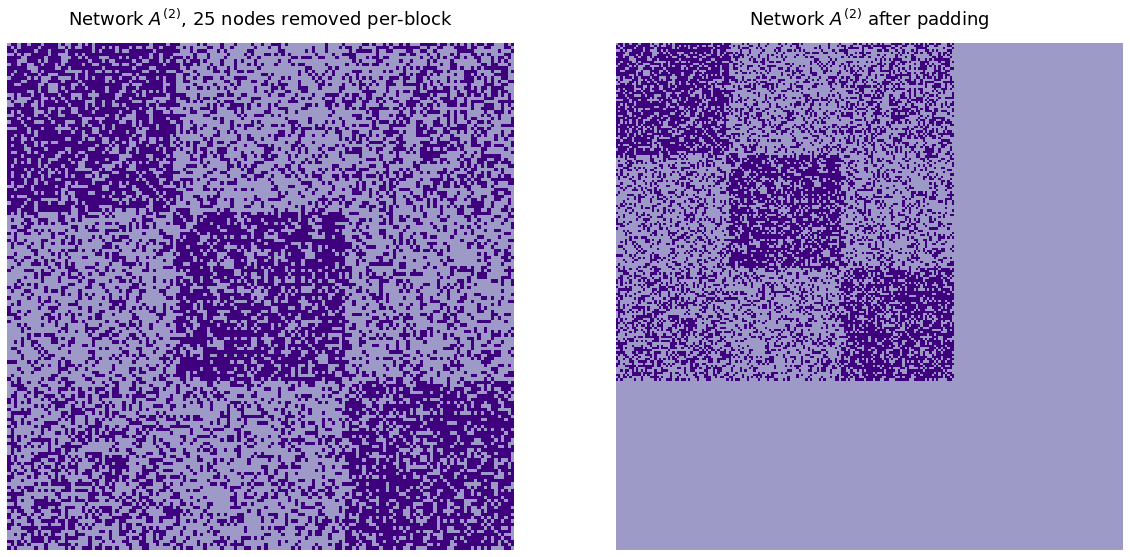 Network A^(2), 25 nodes removed per-block
Network A^(2) after padding